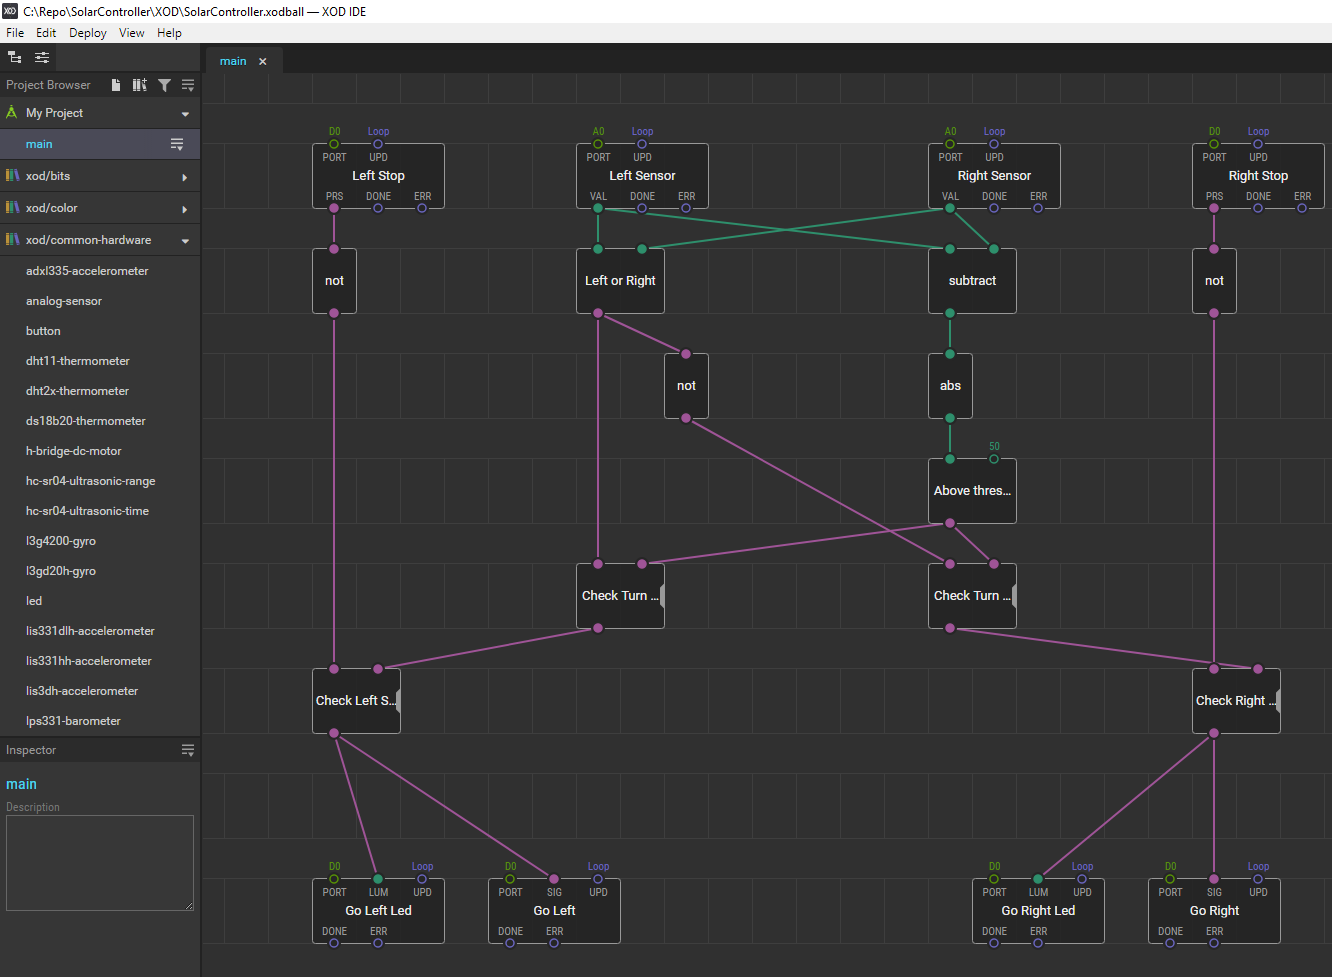 XOD C:\Repo\SolarController\XOD\SolarController.xodball — XOD IDE
File Edit Deploy View Help
main
Project Browser
My Project
main
xod/bits
xod/color
xod/common-hardware
adxl335-accelerometer
analog-sensor
button
dht11-thermometer
dht2x-thermometer
ds18b20-thermometer
h-bridge-dc-motor
hc-sr04-ultrasonic-range
hc-sr04-ultrasonic-time
l3g4200-gyro
l3gd20h-gyro
led
lis331dlh-accelerometer
lis331hh-accelerometer
lis3dh-accelerometer
lps331-barometer
Inspector
main
Description
D0 Loop A0 Loop A0 Loop D0 Loop
PORT UPD PORT UPD PORT UPD PORT UPD
Left Stop Left Sensor Right Sensor Right Stop
PRS DONE ERR VAL DONE ERR VAL DONE ERR PRS DONE ERR
not Left or Right subtract not
not abs
50
Above thres...
Check Turn ... Check Turn ...
Check Left S... Check Right ...
D0 Loop D0 Loop D0 Loop D0 Loop
PORT LUM UPD PORT SIG UPD PORT LUM UPD PORT SIG UPD
Go Left Led Go Left Go Right Led Go Right
DONE ERR DONE ERR DONE ERR DONE ERR